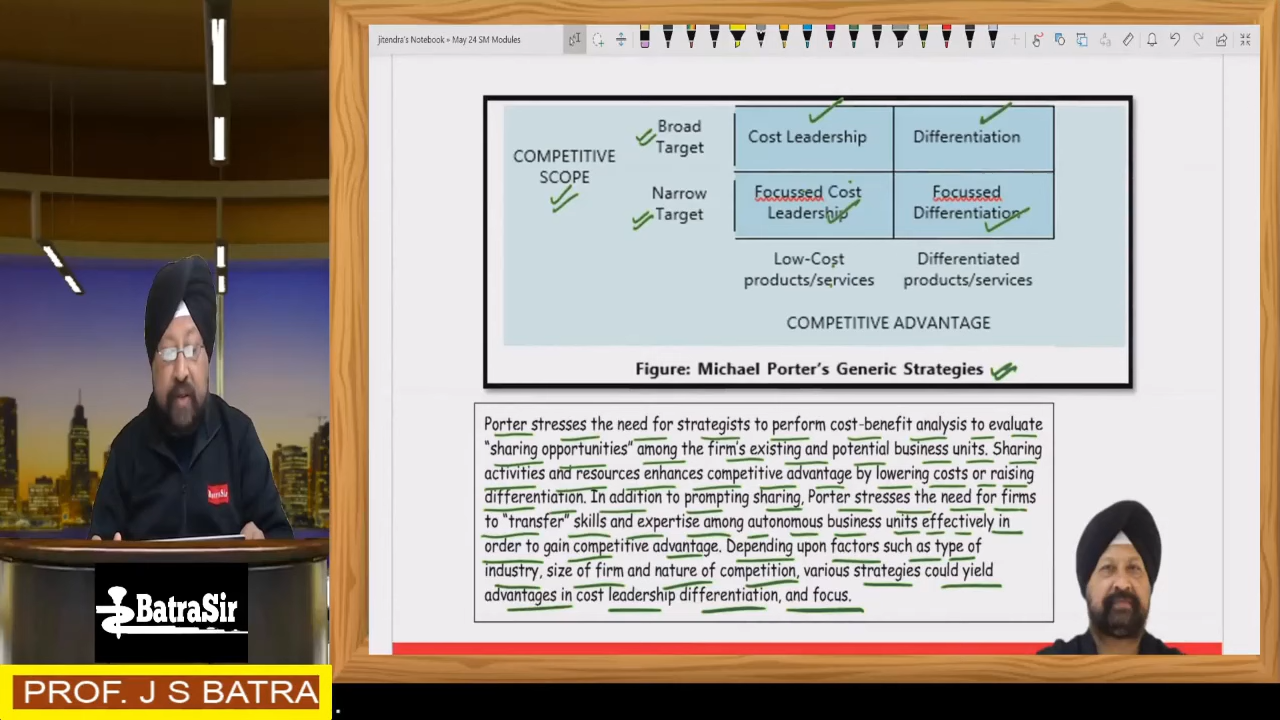 jitendra's Notebook » May 24 SM Modules
COMPETITIVE
SCOPE
Broad
Target
Cost Leadership
Differentiation
Narrow
Target
Focussed Cost
Leadership
Focussed
Differentiation
Low-Cost
products/services
Differentiated
products/services
COMPETITIVE ADVANTAGE
Figure: Michael Porter's Generic Strategies
Porter stresses the need for strategists to perform cost-benefit analysis to evaluate
"sharing opportunities" among the firm's existing and potential business units. Sharing
activities and resources enhances competitive advantage by lowering costs or raising
differentiation. In addition to prompting sharing, Porter stresses the need for firms
to "transfer" skills and expertise among autonomous business units effectively in
order to gain competitive advantage. Depending upon factors such as type of
industry, size of firm and nature of competition, various strategies could yield
advantages in cost leadership differentiation, and focus.
BatraSir
BatraSir
PROF. J S BATRA
.